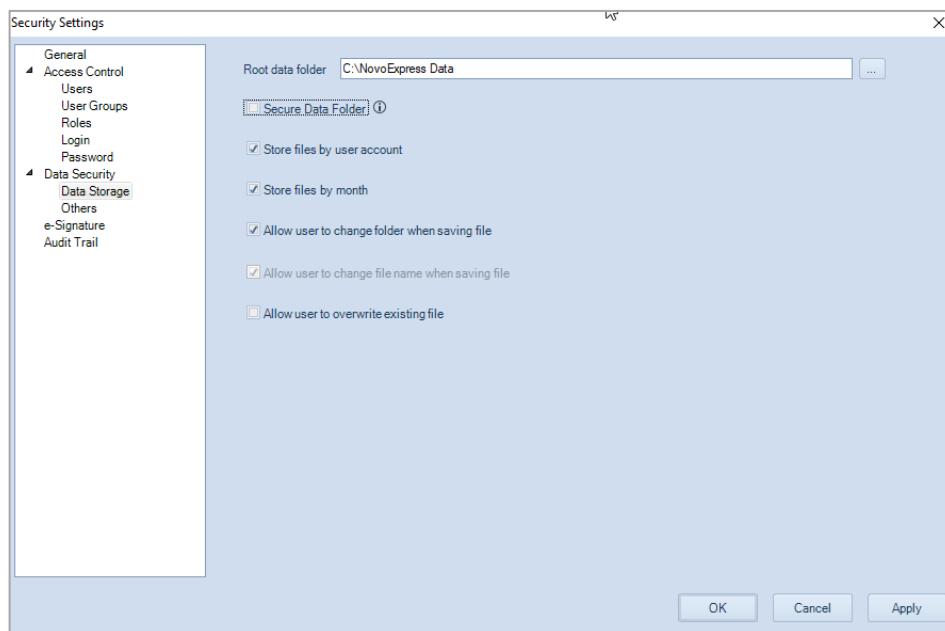 Security Settings
General
Access Control
Users
User Groups
Roles
Login
Password
Data Security
Data Storage
Others
e-Signature
Audit Trail
Root data folder C:\NovoExpress Data ...
Secure Data Folder
Store files by user account
Store files by month
Allow user to change folder when saving file
Allow user to change file name when saving file
Allow user to overwrite existing file
OK Cancel Apply